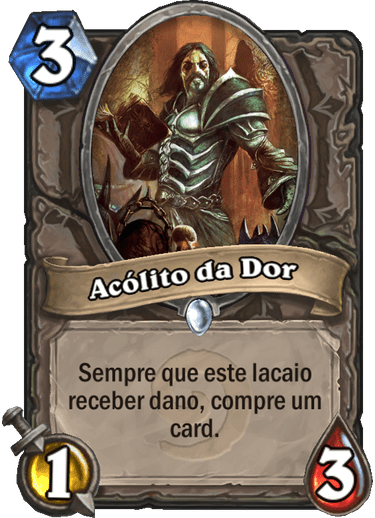 3
Acólito da Dor
Sempre que este lacaio
receber dano, compre um
card.
1
3